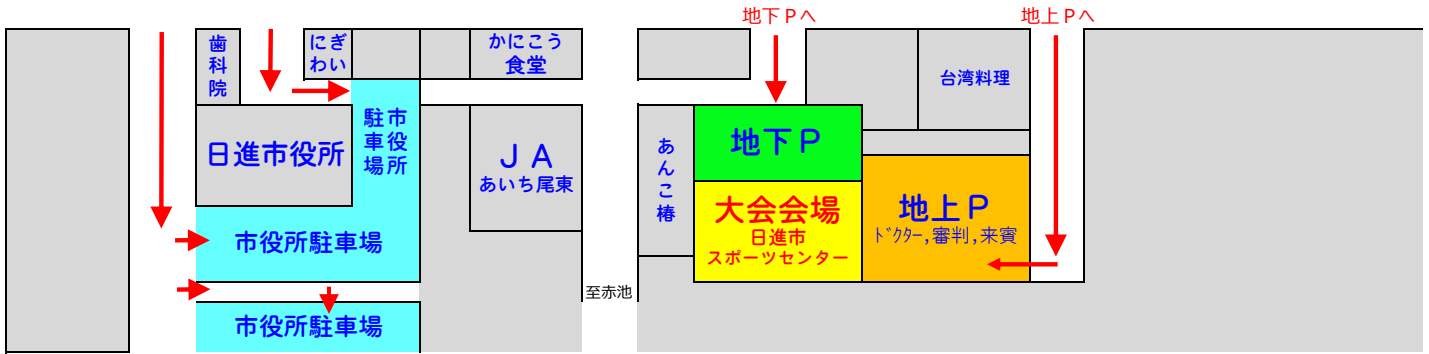 地下Pへ
地上Pへ
歯科院
にぎ
わい
かにこう
食堂
台湾料理
日進市役所
市役所
駐車場
ＪＡ
あいち尾東
あんこ椿
地下Ｐ
大会会場
日進市
スポーツセンター
地上Ｐ
ﾄﾞｸﾀｰ,審判,来賓
市役所駐車場
至赤池
市役所駐車場